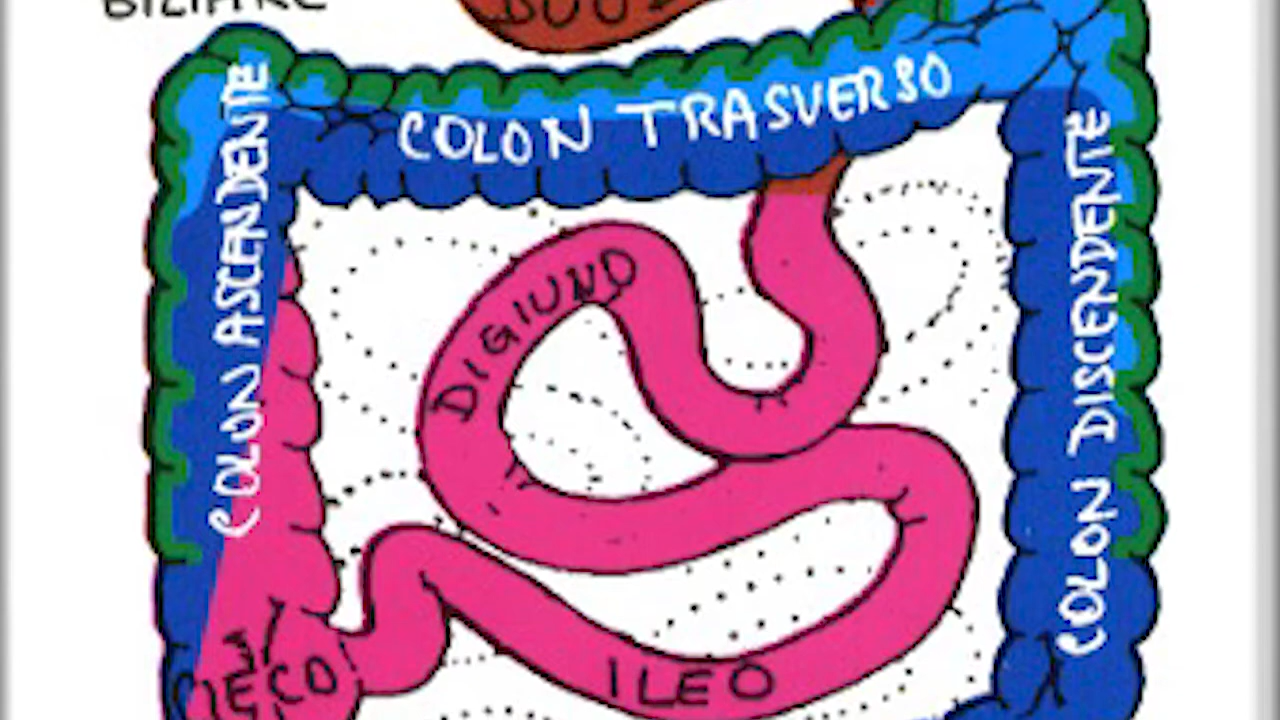 COLON TRASVERSO
COLON ASCENDENTE
COLON DISCENDENTE
DIGIUNO
ILEO
CIECO